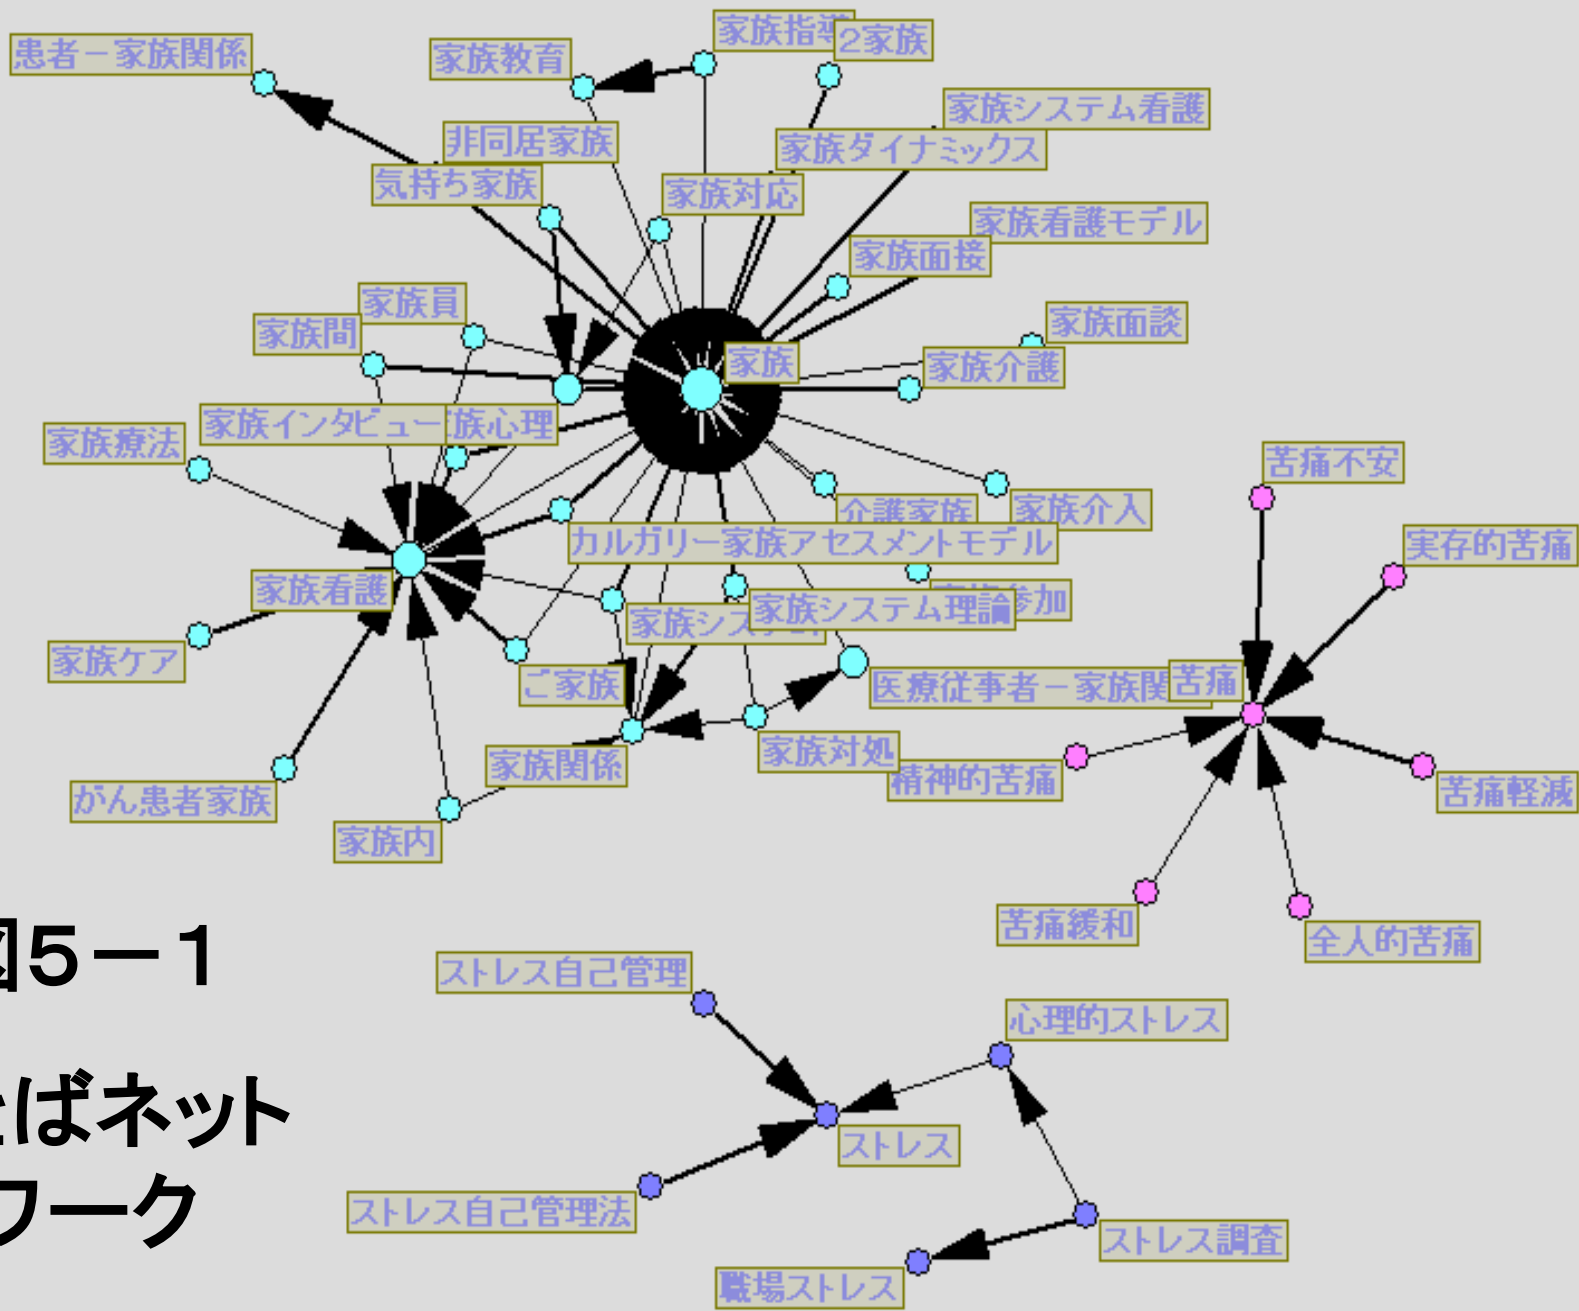 家族指導
2家族
患者－家族関係
家族教育
家族システム看護
非同居家族
家族ダイナミックス
気持ち家族
家族対応
家族看護モデル
家族面接
家族員
家族面談
家族間
家族
家族介護
家族インタビュー
族心理
家族療法
苦痛不安
介護家族
家族介入
カルガリー家族アセスメントモデル
実存的苦痛
家族看護
参加
家族システム理論
家族シス
家族ケア
ご家族
医療従事者－家族関
苦痛
家族対処
家族関係
精神的苦痛
苦痛軽減
がん患者家族
家族内
苦痛緩和
全人的苦痛
図5－1
ストレス自己管理
心理的ストレス
とばネット
ワーク
ストレス
ストレス自己管理法
ストレス調査
職場ストレス